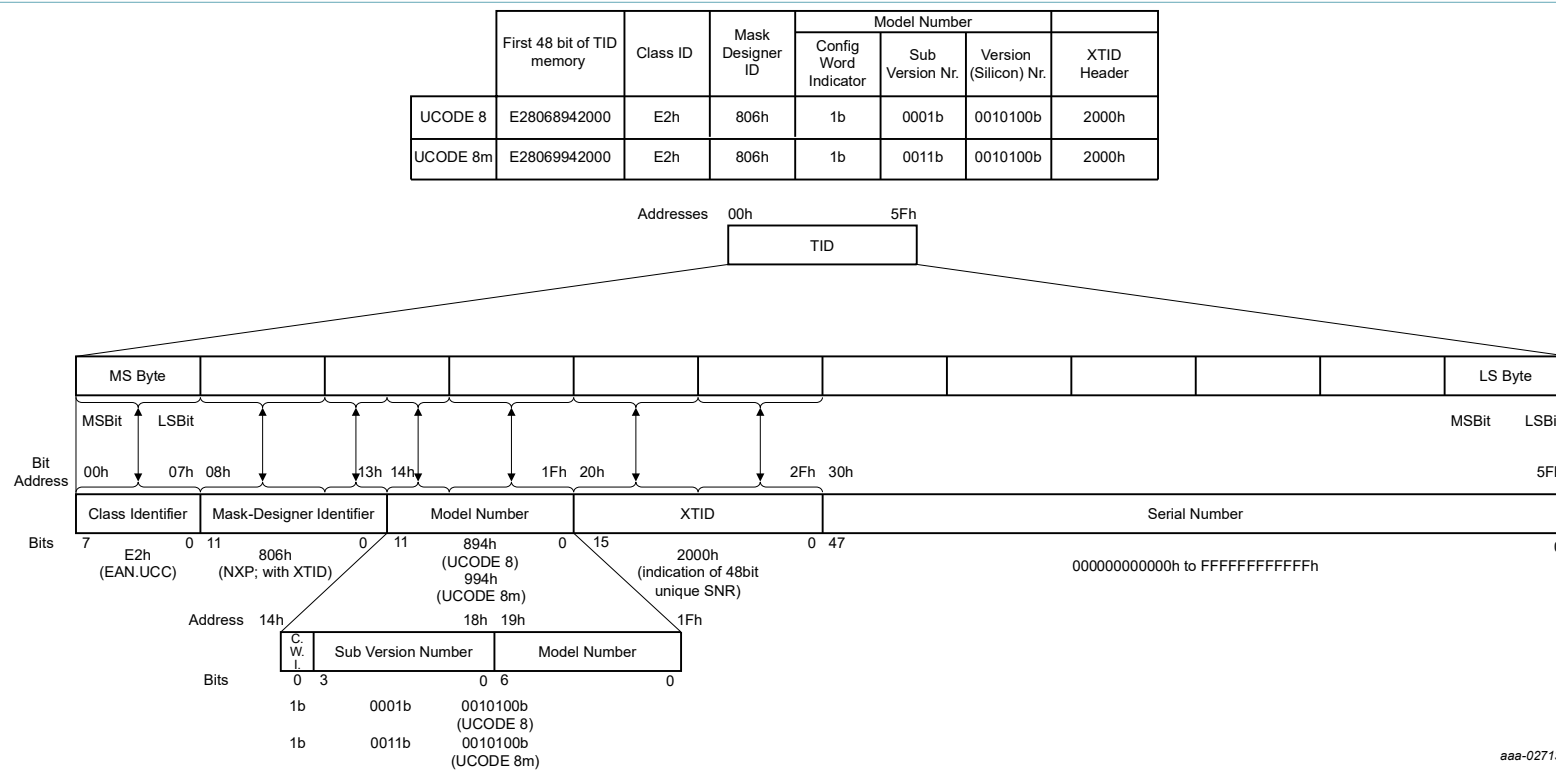 Model Number
First 48 bit of TID
memory
Class ID
Mask
Designer
ID
Config
Word
Indicator
Sub
Version Nr.
Version
(Silicon) Nr.
XTID
Header
UCODE 8 E28068942000 E2h 806h 1b 0001b 0010100b 2000h
UCODE 8m E28069942000 E2h 806h 1b 0011b 0010100b 2000h
Addresses 00h 5Fh
TID
MS Byte LS Byte
MSBit LSBit MSBit LSBi
Bit
Address
00h 07h 08h 13h 14h 1Fh 20h 2Fh 30h 5F
Class Identifier Mask-Designer Identifier Model Number XTID Serial Number
Bits 7 0 11 0 11 0 15 0 47
E2h
(EAN.UCC)
806h
(NXP; with XTID)
894h
(UCODE 8)
994h
(UCODE 8m)
2000h
(indication of 48bit
unique SNR)
000000000000h to FFFFFFFFFFFFh
Address 14h 18h 19h 1Fh
C.
W.
I.
Sub Version Number Model Number
Bits 0 3 0 6 0
1b 0001b 0010100b
(UCODE 8)
1b 0011b 0010100b
(UCODE 8m)
aaa-0271